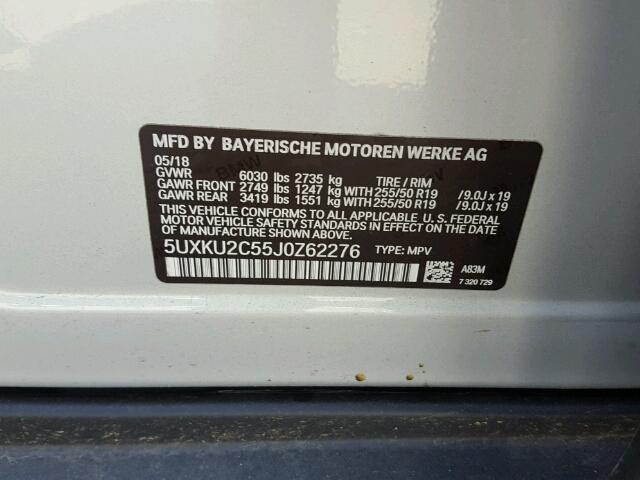 MFD BY BAYERISCHE MOTOREN WERKE AG
05/18
GVWR 6030 lbs 2735 kg TIRE / RIM
GAWR FRONT 2749 lbs 1247 kg WITH 255/50 R19 /9.0J x 19
GAWR REAR 3419 lbs 1551 kg WITH 255/50 R19 /9.0J x 19
THIS VEHICLE CONFORMS TO ALL APPLICABLE U. S. FEDERAL
MOTOR VEHICLE SAFETY STANDARDS IN EFFECT ON THE DATE
OF MANUFACTURE SHOWN ABOVE.
5UXKU2C55J0Z62276 TYPE: MPV
A83M
7 320 729